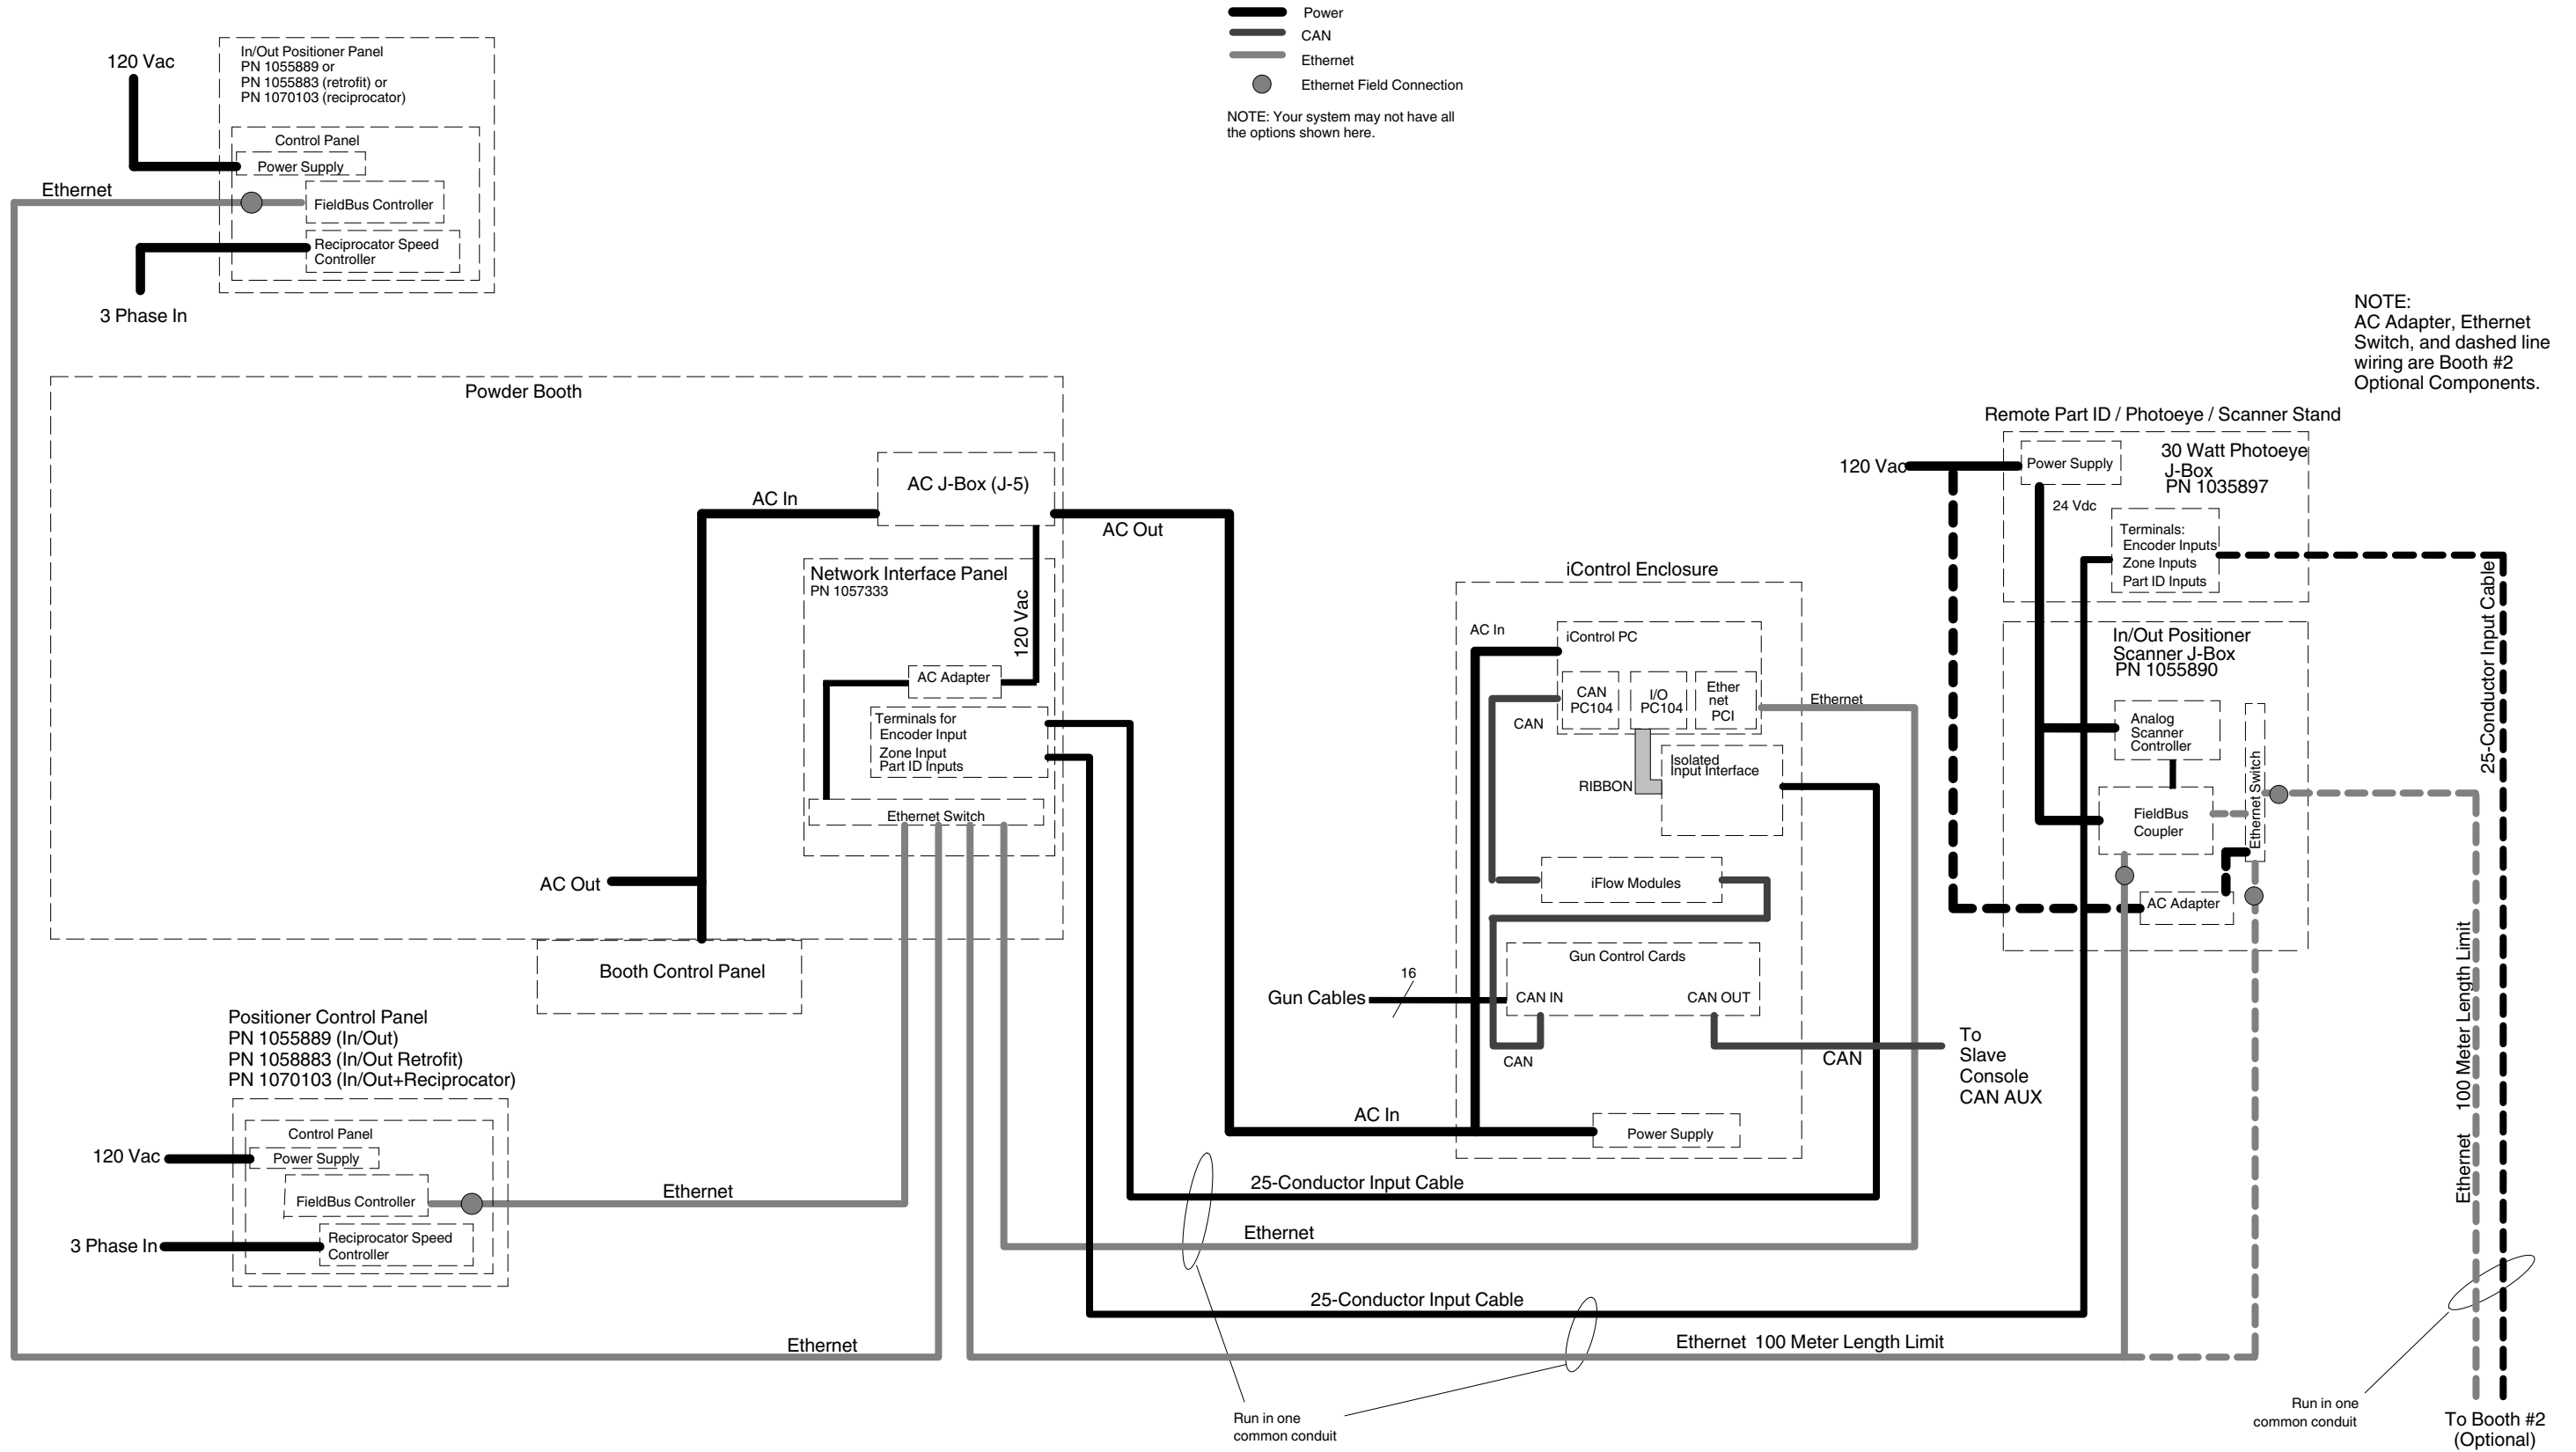 Power
CAN
Ethernet
Ethernet Field Connection
NOTE: Your system may not have all
the options shown here.
120 Vac
In/Out Positioner Panel
PN 1055889 or
PN 1055883 (retrofit) or
PN 1070103 (reciprocator)
Control Panel
Power Supply
Ethernet
FieldBus Controller
Reciprocator Speed
Controller
3 Phase In
NOTE:
AC Adapter, Ethernet
Switch, and dashed line
wiring are Booth #2
Optional Components.
Powder Booth
AC J-Box (J-5)
AC In
AC Out
Network Interface Panel
PN 1057333
120 Vac
AC Adapter
Terminals for
Encoder Input
Zone Input
Part ID Inputs
Ethernet Switch
AC Out
Booth Control Panel
Remote Part ID / Photoeye / Scanner Stand
120 Vac
Power Supply
30 Watt Photoeye
J-Box
PN 1035897
24 Vdc
Terminals:
Encoder Inputs
Zone Inputs
Part ID Inputs
25-Conductor Input Cable
In/Out Positioner
Scanner J-Box
PN 1055890
Analog
Scanner
Controller
Ethernet Switch
FieldBus
Coupler
AC Adapter
Ethernet 100 Meter Length Limit
iControl Enclosure
AC In
iControl PC
CAN
PC104
I/O
PC104
Ether
net
PCI
Ethernet
CAN
Isolated
Input Interface
RIBBON
iFlow Modules
Gun Control Cards
16
Gun Cables
CAN IN
CAN OUT
CAN
CAN
To
Slave
Console
CAN AUX
AC In
Power Supply
Positioner Control Panel
PN 1055889 (In/Out)
PN 1058883 (In/Out Retrofit)
PN 1070103 (In/Out+Reciprocator)
Control Panel
120 Vac
Power Supply
FieldBus Controller
Ethernet
3 Phase In
Reciprocator Speed
Controller
25-Conductor Input Cable
Ethernet
25-Conductor Input Cable
Ethernet
Ethernet 100 Meter Length Limit
Run in one
common conduit
Run in one
common conduit
To Booth #2
(Optional)